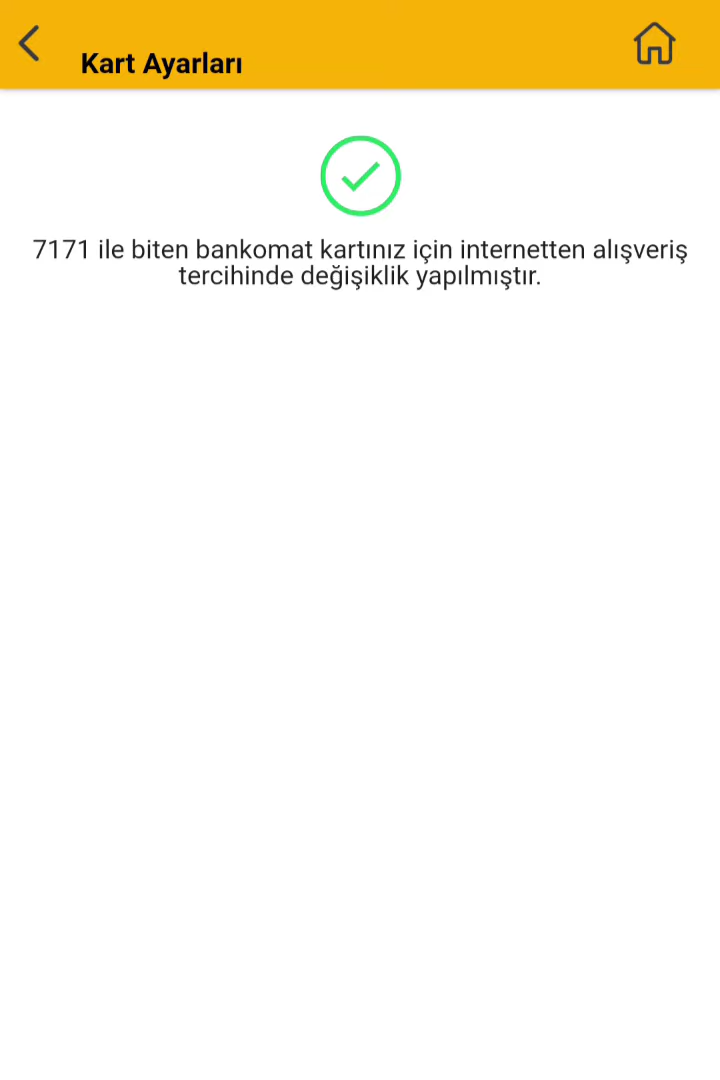 Kart Ayarları
7171 ile biten bankomat kartınız için internetten alışveriş
tercihinde değişiklik yapılmıştır.